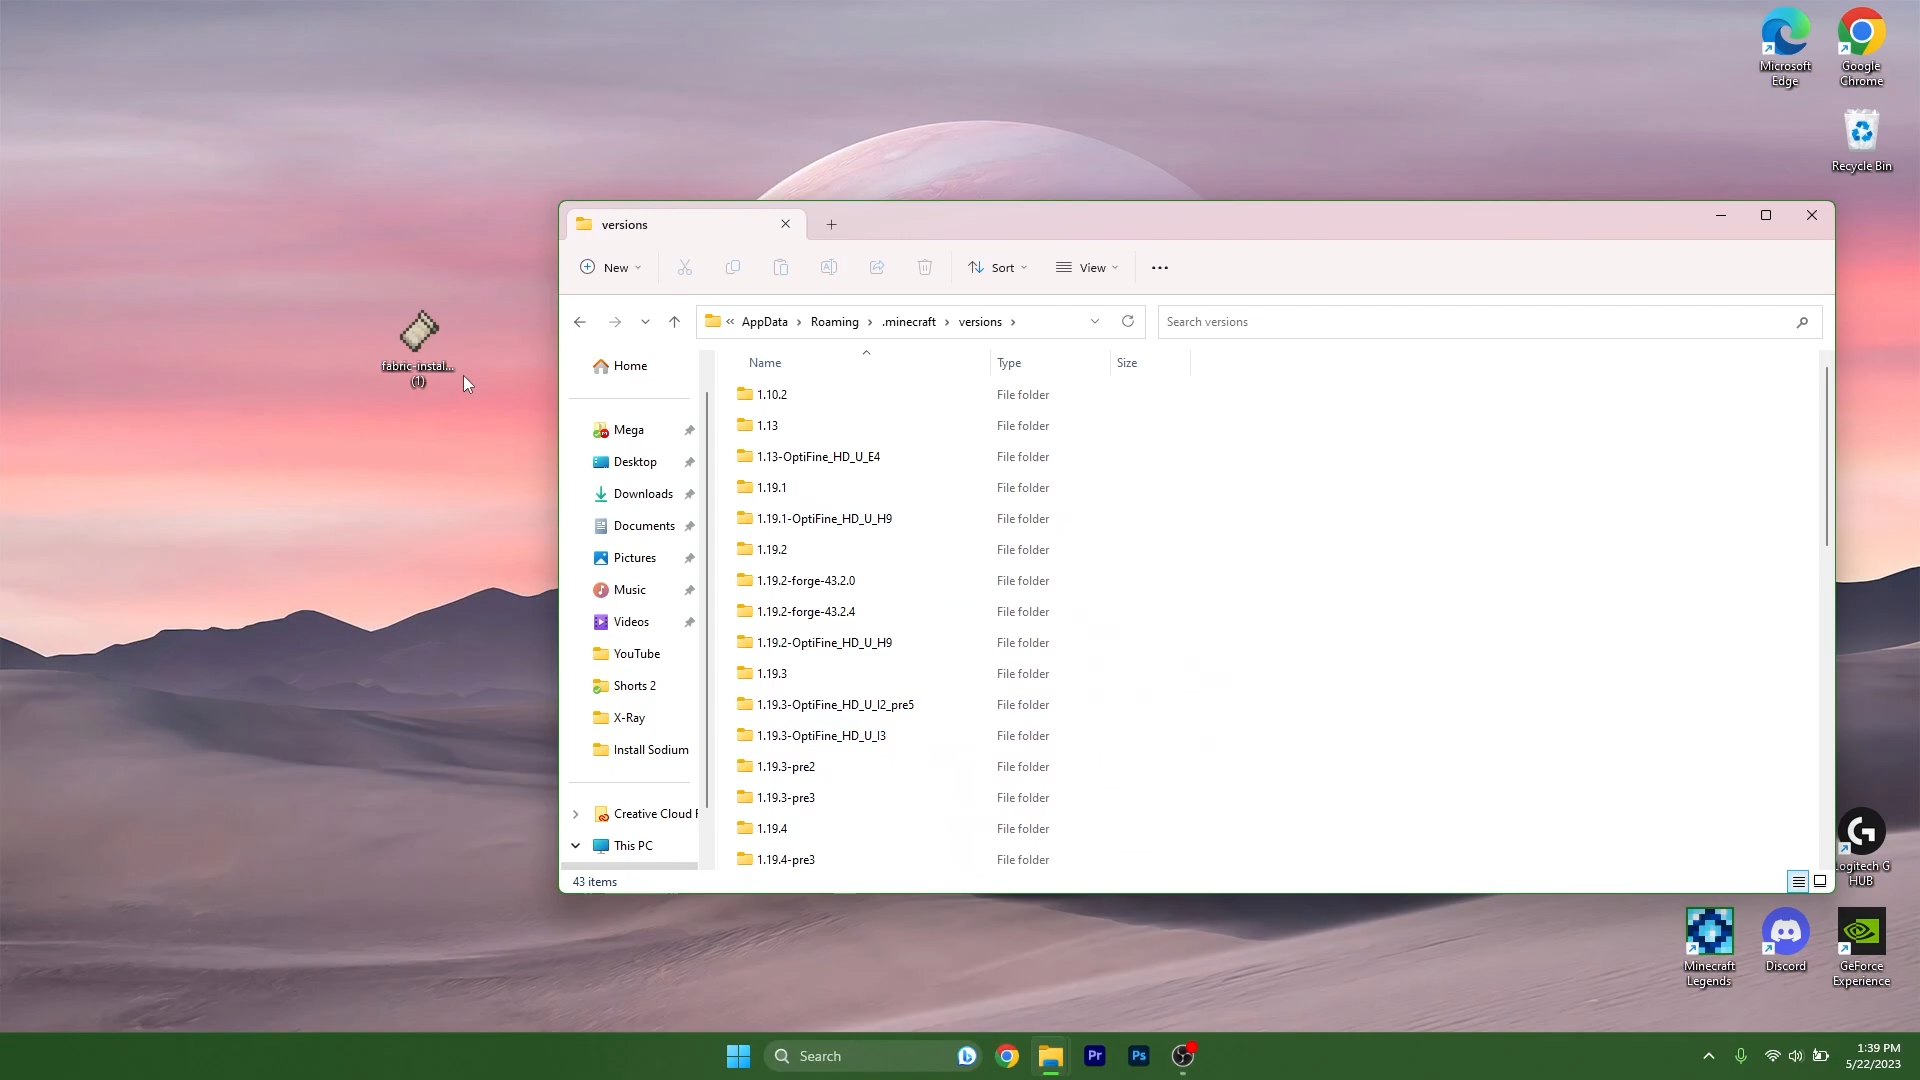 Microsoft
Edge
Google
Chrome
Recycle Bin
fabric-instal...
(1)
versions
New
Sort
View
AppData
Roaming
.minecraft
versions
Search versions
Name
Type
Size
Home
Mega
Desktop
Downloads
Documents
Pictures
Music
Videos
YouTube
Shorts 2
X-Ray
Install Sodium
Creative Cloud F
This PC
1.10.2 File folder
1.13 File folder
1.13-OptiFine_HD_U_E4 File folder
1.19.1 File folder
1.19.1-OptiFine_HD_U_H9 File folder
1.19.2 File folder
1.19.2-forge-43.2.0 File folder
1.19.2-forge-43.2.4 File folder
1.19.2-OptiFine_HD_U_H9 File folder
1.19.3 File folder
1.19.3-OptiFine_HD_U_I2_pre5 File folder
1.19.3-OptiFine_HD_U_I3 File folder
1.19.3-pre2 File folder
1.19.3-pre3 File folder
1.19.4 File folder
1.19.4-pre3 File folder
43 items
Logitech G
HUB
Minecraft
Legends
Discord
GeForce
Experience
Search
Pr
Ps
1:39 PM
5/22/2023